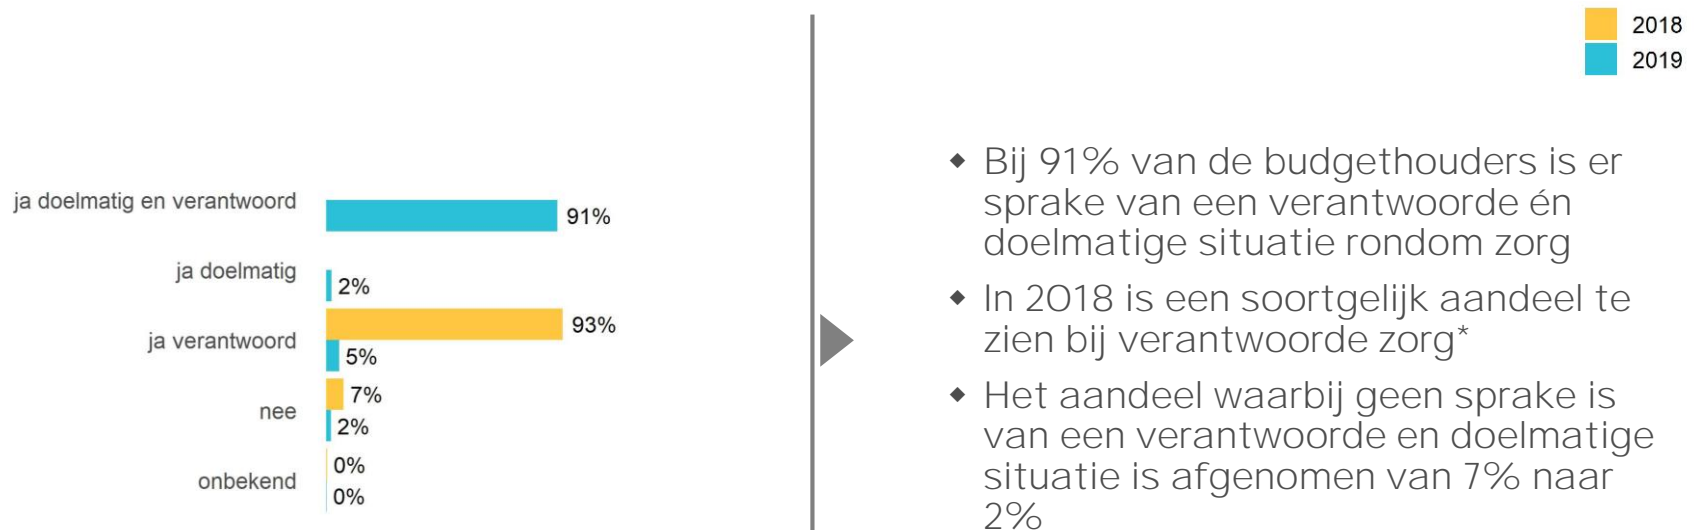 2018
2019
ja doelmatig en verantwoord
91%
ja doelmatig
2%
93%
ja verantwoord
5%
7%
nee
2%
0%
onbekend
0%
◆ Bij 91% van de budgethouders is er
sprake van een verantwoorde én
doelmatige situatie rondom zorg
◆ In 2018 is een soortgelijk aandeel te
zien bij verantwoorde zorg*
◆ Het aandeel waarbij geen sprake is
van een verantwoorde en doelmatige
situatie is afgenomen van 7% naar
2%